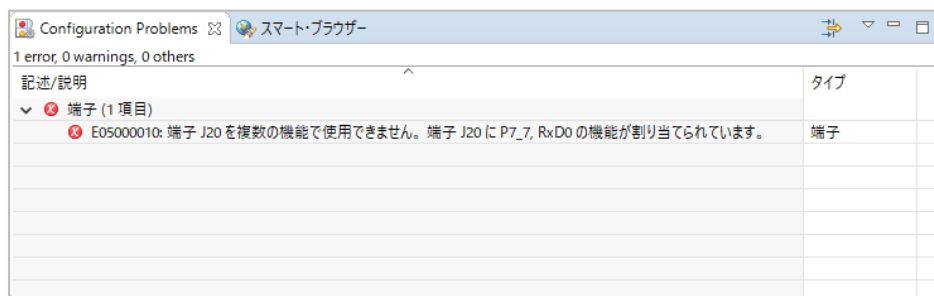 Configuration Problems スマート・ブラウザー
1 error, 0 warnings, 0 others
記述/説明 タイプ
端子 (1 項目)
E05000010: 端子 J20 を複数の機能で使用できません。端子 J20 に P7_7, RxD0 の機能が割り当てられています。 端子